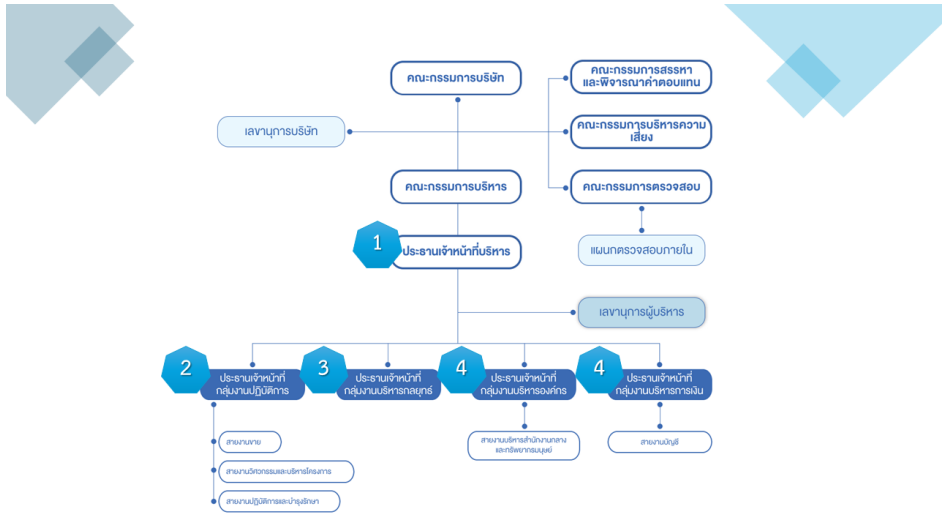 คณะกรรมการบริษัท
คณะกรรมการสรรหา
และพิจารณาค่าตอบแทน
เลขานุการบริษัท
คณะกรรมการบริหารความ
เสี่ยง
คณะกรรมการบริหาร
คณะกรรมการตรวจสอบ
1
ประธานเจ้าหน้าที่บริหาร
แผนกตรวจสอบภายใน
เลขานุการผู้บริหาร
2
ประธานเจ้าหน้าที่
กลุ่มงานปฏิบัติการ
3
ประธานเจ้าหน้าที่
กลุ่มงานบริหารกลยุทธ์
4
ประธานเจ้าหน้าที่
กลุ่มงานบริหารองค์กร
4
ประธานเจ้าหน้าที่
กลุ่มงานบริหารการเงิน
สายงานขาย
สายงานวิศวกรรมและบริหารโครงการ
สายงานปฏิบัติการและบำรุงรักษา
สายงานบริหารสำนักงานกลาง
และทรัพยากรมนุษย์
สายงานบัญชี